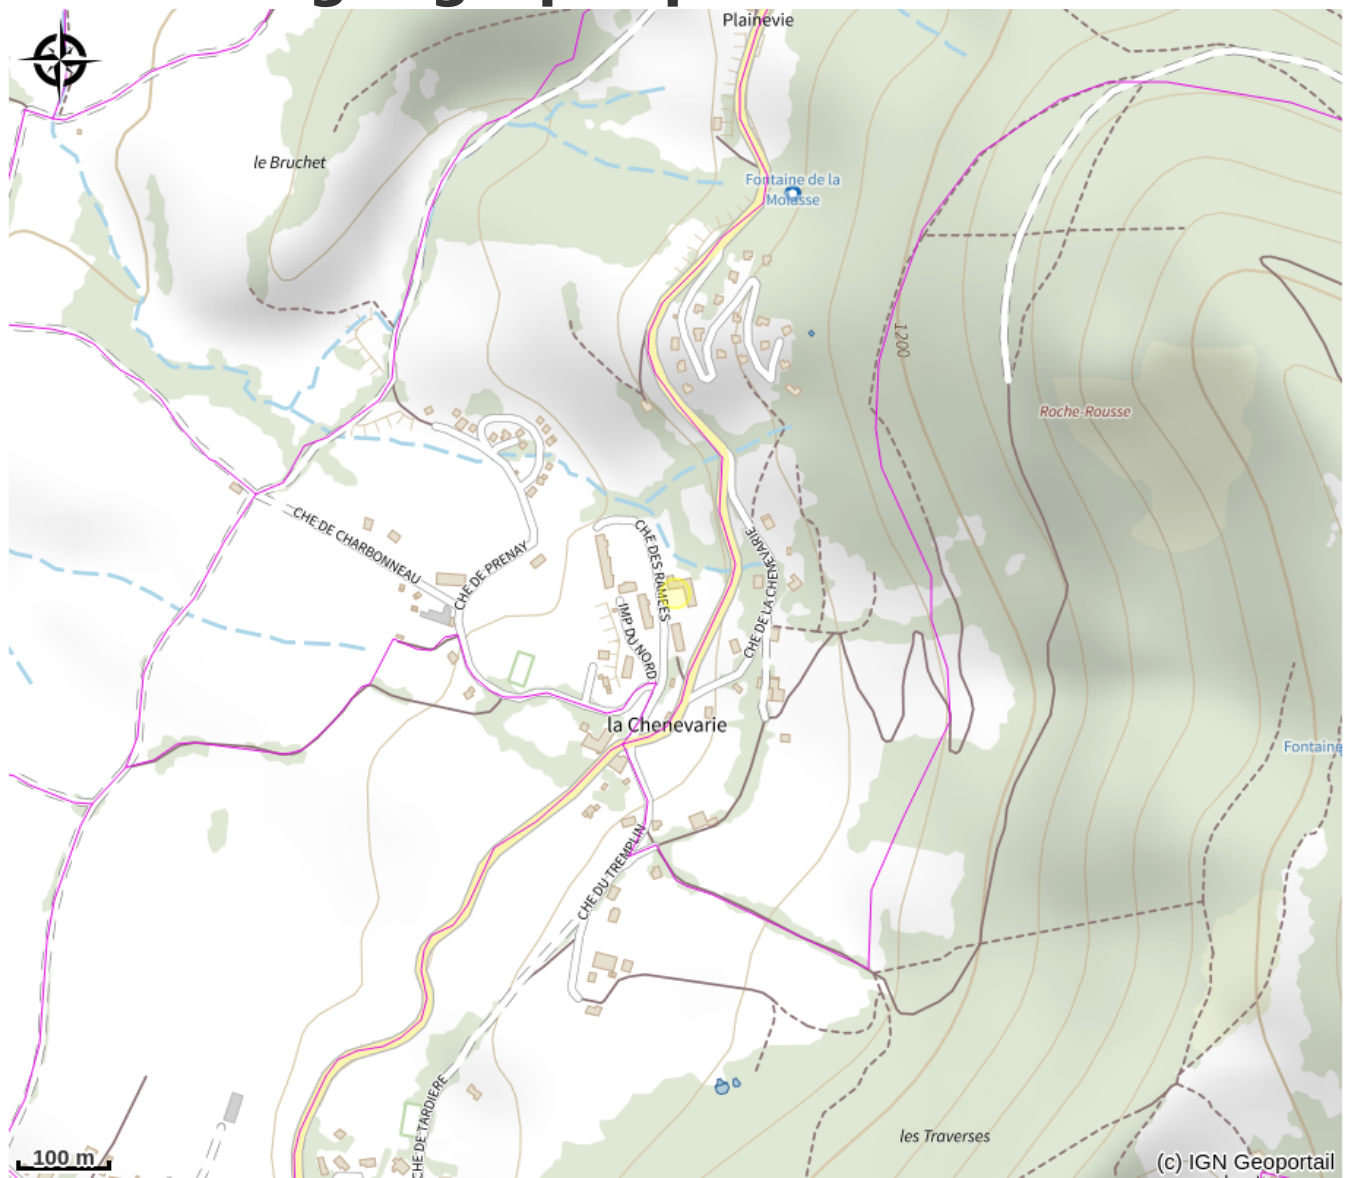 Plainevie
le Bruchet
Fontaine de la
Molasse
1200
Roche-Rousse
CHE DE CHARBONNEAU
CHE DE PRENAY
CHE DES RAMEES
CHE DE LA CHENEVARIE
IMP DU NORD
la Chenevarie
Fontaine
CHE DU TREMPLIN
CHE DE TARDIERE
les Traverses
100 m
(c) IGN Geoportail